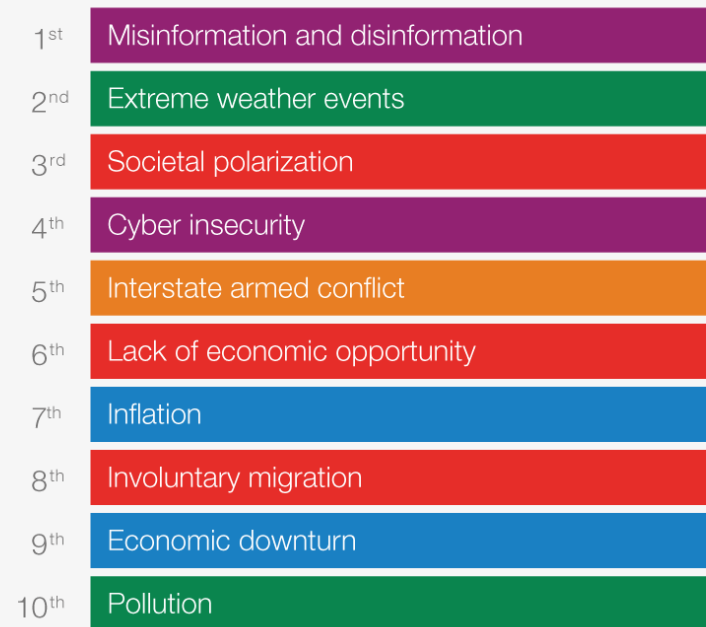 1st Misinformation and disinformation
2nd Extreme weather events
3rd Societal polarization
4th Cyber insecurity
5th Interstate armed conflict
6th Lack of economic opportunity
7th Inflation
8th Involuntary migration
9th Economic downturn
10th Pollution